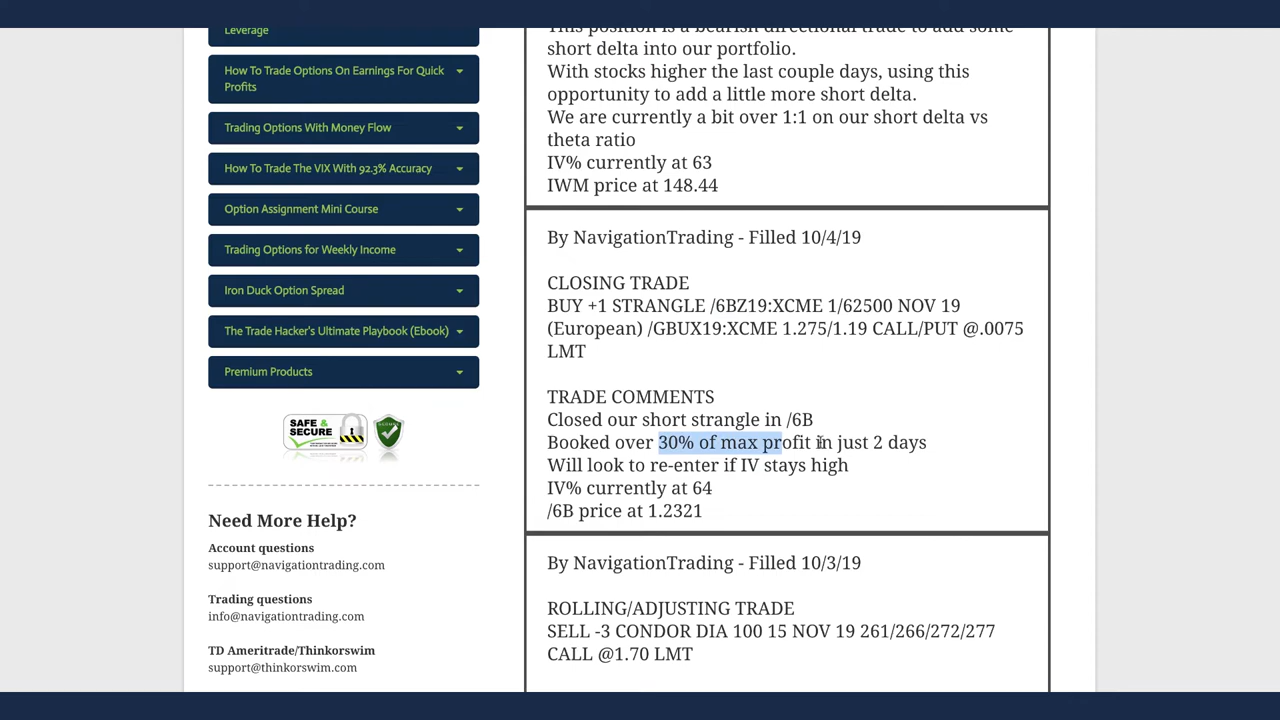 Leverage
How To Trade Options On Earnings For Quick
Profits
Trading Options With Money Flow
How To Trade The VIX With 92.3% Accuracy
Option Assignment Mini Course
Trading Options for Weekly Income
Iron Duck Option Spread
The Trade Hacker's Ultimate Playbook (Ebook)
Premium Products
SAFE &
SECURE
Need More Help?
Account questions
support@navigationtrading.com
Trading questions
info@navigationtrading.com
TD Ameritrade/Thinkorswim
support@thinkorswim.com
This position is a bearish directional trade to add some
short delta into our portfolio.
With stocks higher the last couple days, using this
opportunity to add a little more short delta.
We are currently a bit over 1:1 on our short delta vs
theta ratio
IV% currently at 63
IWM price at 148.44
By NavigationTrading - Filled 10/4/19
CLOSING TRADE
BUY +1 STRANGLE /6BZ19:XCME 1/62500 NOV 19
(European) /GBUX19:XCME 1.275/1.19 CALL/PUT @.0075
LMT
TRADE COMMENTS
Closed our short strangle in /6B
Booked over 30% of max profit in just 2 days
Will look to re-enter if IV stays high
IV% currently at 64
/6B price at 1.2321
By NavigationTrading - Filled 10/3/19
ROLLING/ADJUSTING TRADE
SELL -3 CONDOR DIA 100 15 NOV 19 261/266/272/277
CALL @1.70 LMT